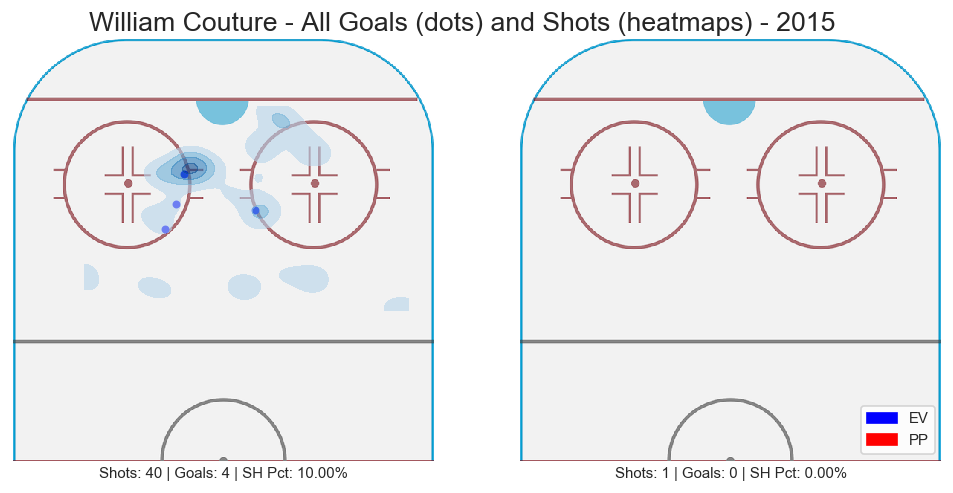 William Couture - All Goals (dots) and Shots (heatmaps) - 2015
EV
PP
Shots: 40 | Goals: 4 | SH Pct: 10.00%
Shots: 1 | Goals: 0 | SH Pct: 0.00%